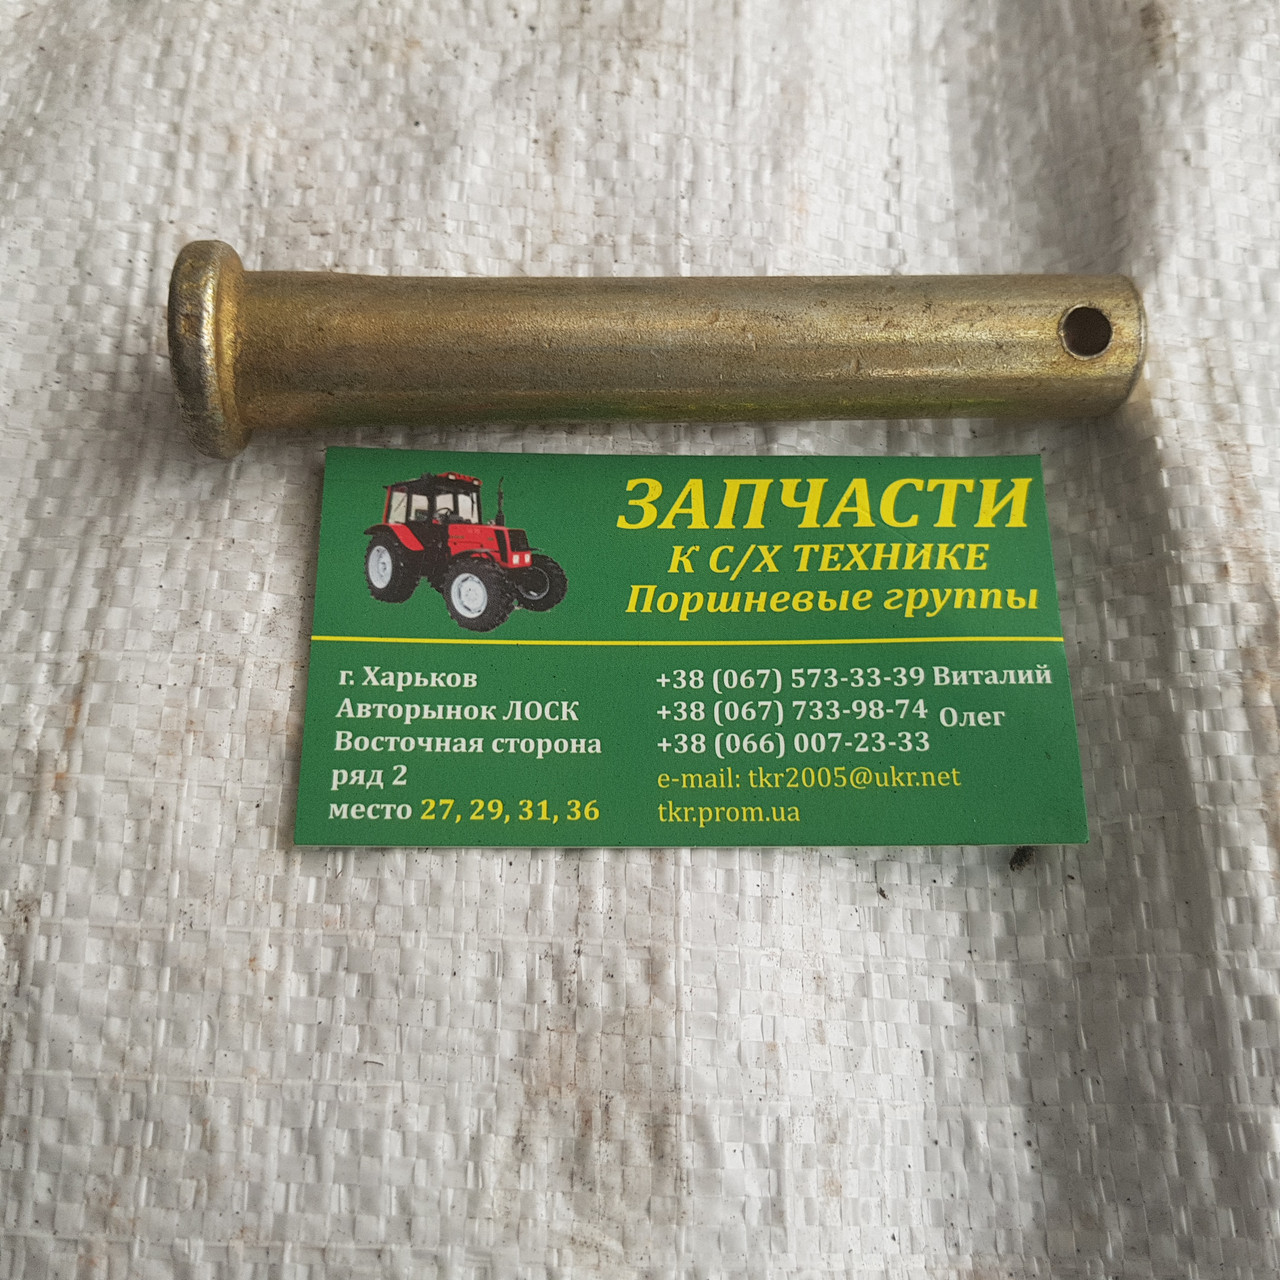 ЗАПЧАСТИ
К С/Х ТЕХНИКЕ
Поршневые группы
г. Харьков
Авторынок ЛОСК
Восточная сторона
ряд 2
место 27, 29, 31, 36
+38 (067) 573-33-39 Виталий
+38 (067) 733-98-74 Олег
+38 (066) 007-23-33
e-mail: tkr2005@ukr.net
tkr.prom.ua